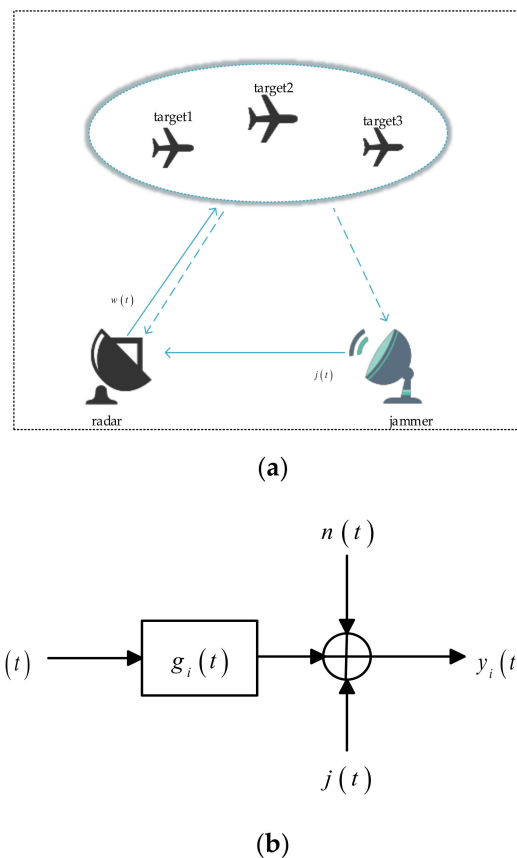 target2
target1
target3
w(t)
j(t)
radar
jammer
(a)
n(t)
(t)
g_i(t)
y_i(t
j(t)
(b)